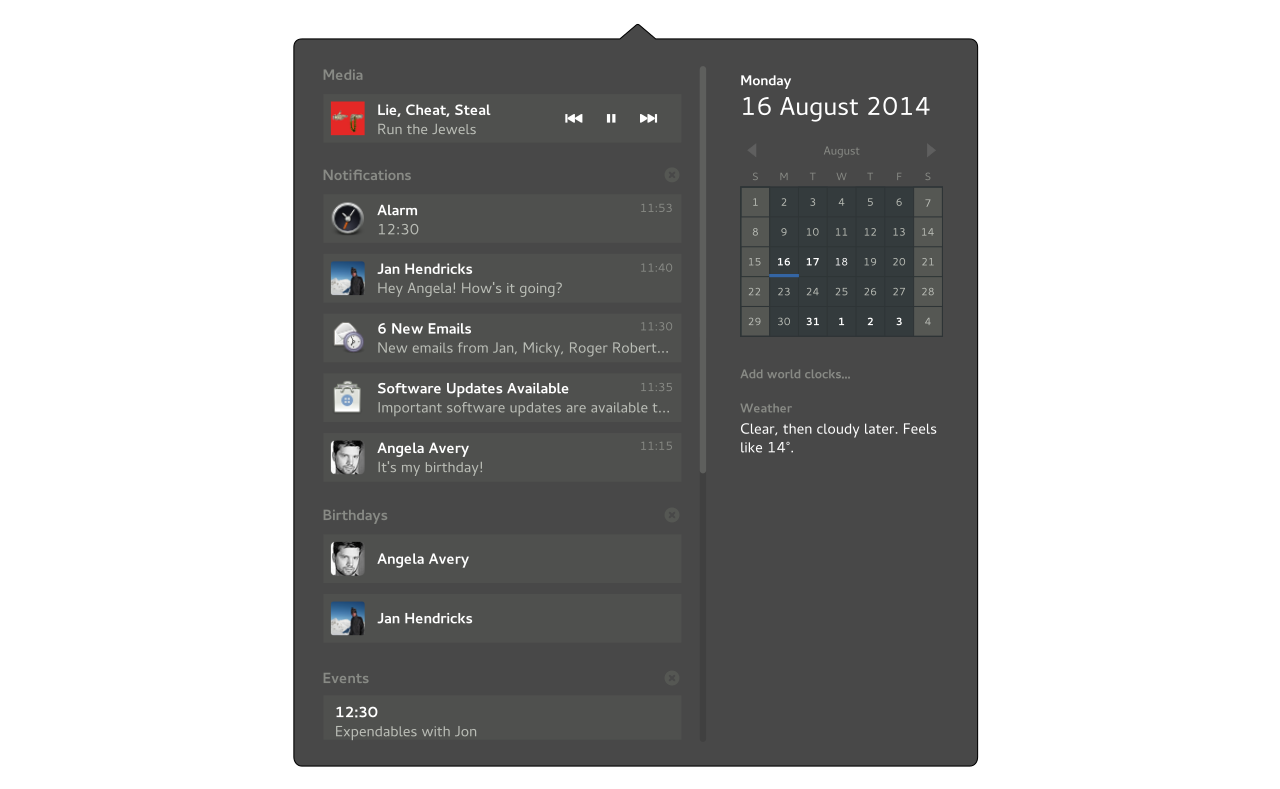 Media
Lie, Cheat, Steal
Run the Jewels
Notifications
Alarm 11:53
12:30
Jan Hendricks 11:40
Hey Angela! How's it going?
6 New Emails 11:30
New emails from Jan, Micky, Roger Robert...
Software Updates Available 11:35
Important software updates are available t...
Angela Avery 11:15
It's my birthday!
Birthdays
Angela Avery
Jan Hendricks
Events
12:30
Expendables with Jon
Monday
16 August 2014
August
S M T W T F S
1 2 3 4 5 6 7
8 9 10 11 12 13 14
15 16 17 18 19 20 21
22 23 24 25 26 27 28
29 30 31 1 2 3 4
Add world clocks...
Weather
Clear, then cloudy later. Feels
like 14°.